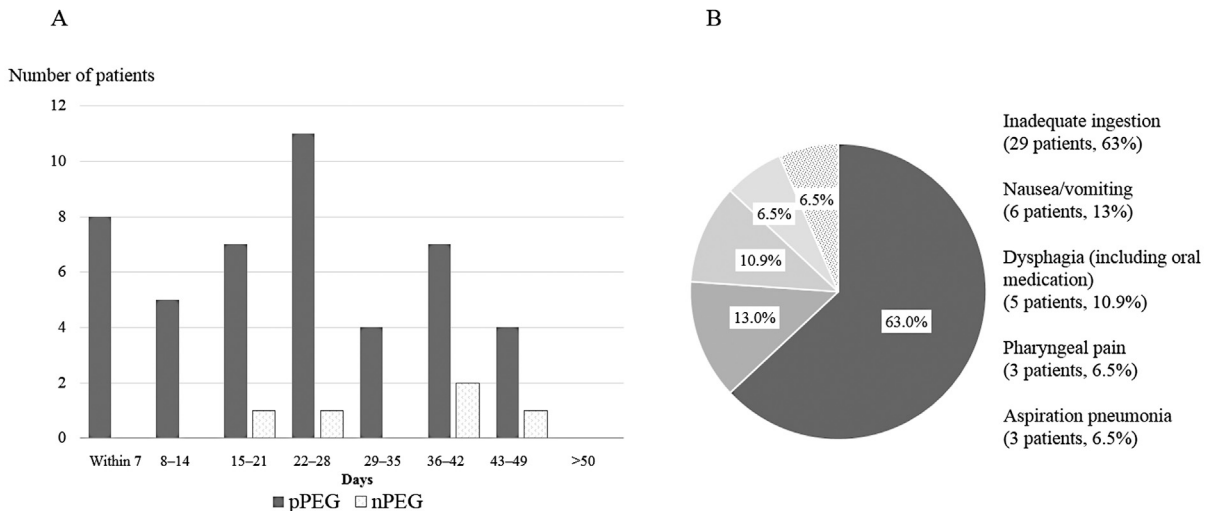 A
B
Number of patients
12
10
8
6
4
2
0
Within 7
8–14
15–21
22–28
29–35
36–42
43–49
>50
Days
pPEG
nPEG
6.5%
6.5%
10.9%
13.0%
63.0%
Inadequate ingestion
(29 patients, 63%)
Nausea/vomiting
(6 patients, 13%)
Dysphagia (including oral
medication)
(5 patients, 10.9%)
Pharyngeal pain
(3 patients, 6.5%)
Aspiration pneumonia
(3 patients, 6.5%)